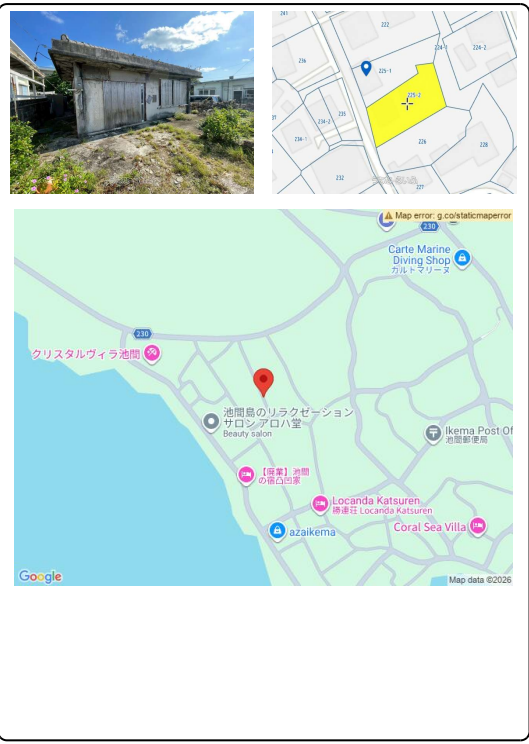 241
222
224-1
224-2
236
225-1
225-2
235
234-2
234-1
237
226
228
232
227
Map error: g.co/staticmaperror
230
Carte Marine
Diving Shop
カルトマリーヌ
230
クリスタルヴィラ池間
池間島のリラクゼーション
サロン アロハ堂
Beauty salon
Ikema Post Of
池間郵便局
【廃業】池間
の宿凸凹家
Locanda Katsuren
勝連荘 Locanda Katsuren
Coral Sea Villa
azaikema
Google
Map data ©2026